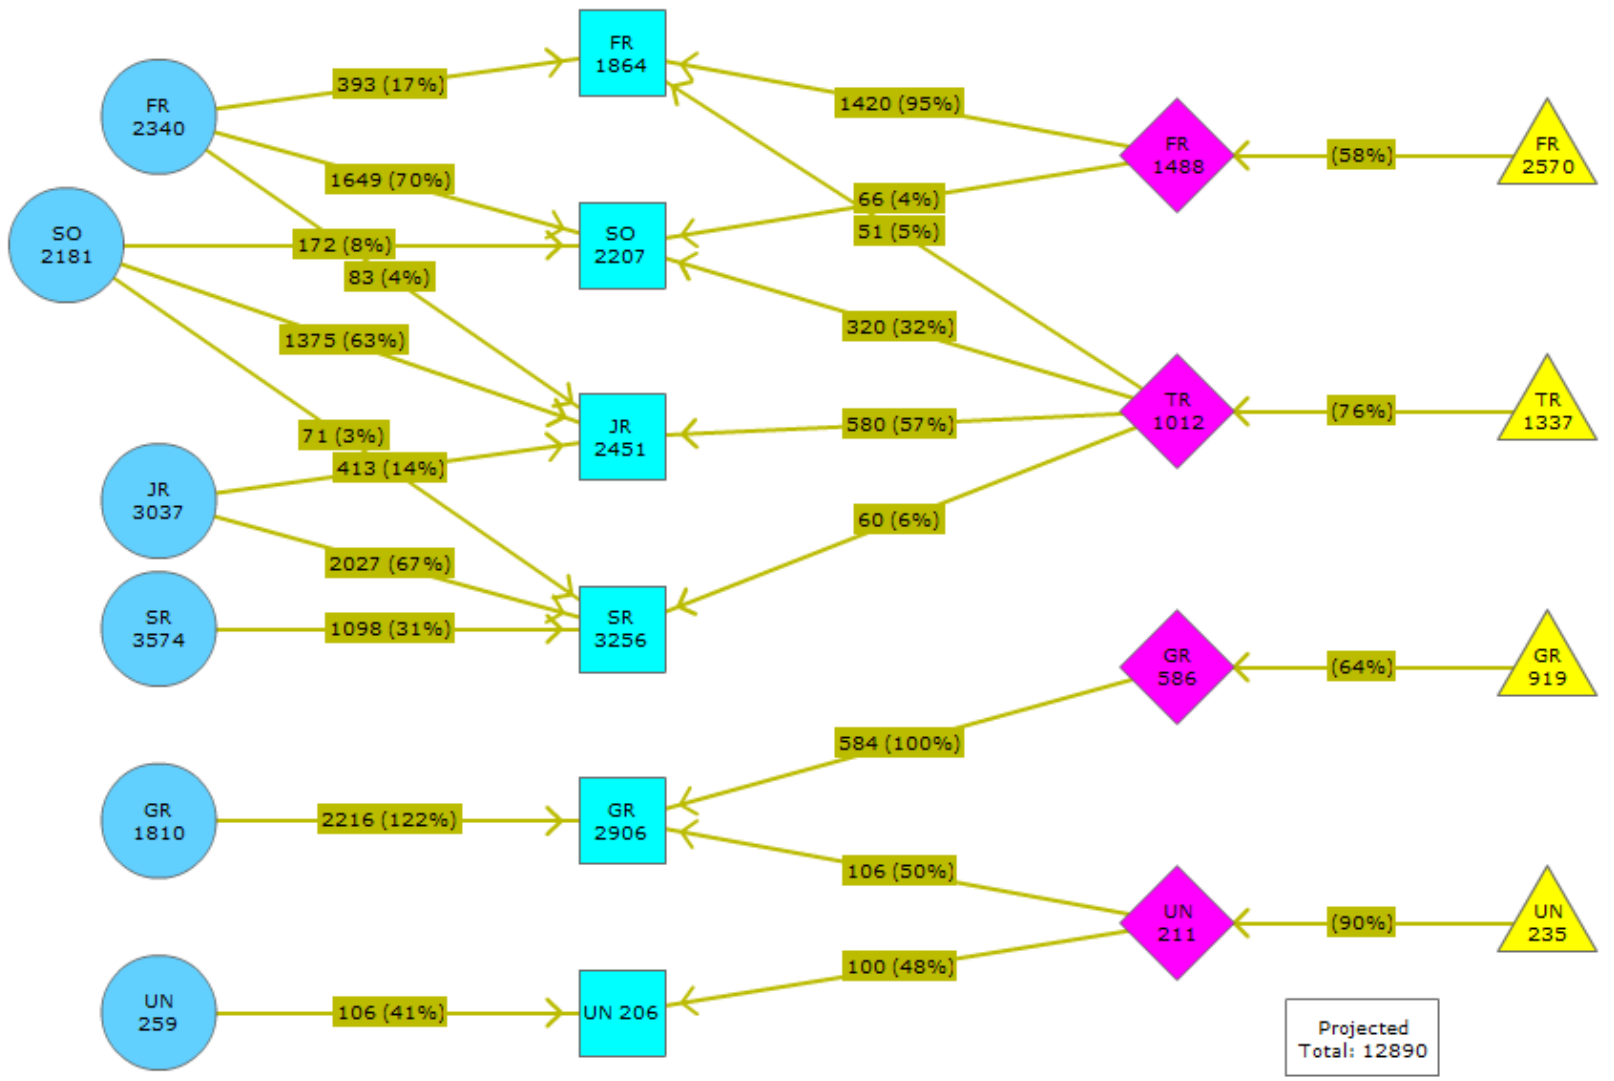 FR
2340
SO
2181
JR
3037
SR
3574
GR
1810
UN
259
393 (17%)
1649 (70%)
172 (8%)
83 (4%)
1375 (63%)
71 (3%)
413 (14%)
2027 (67%)
1098 (31%)
2216 (122%)
106 (41%)
FR
1864
SO
2207
JR
2451
SR
3256
GR
2906
UN 206
1420 (95%)
66 (4%)
51 (5%)
320 (32%)
580 (57%)
60 (6%)
584 (100%)
106 (50%)
100 (48%)
FR
1488
TR
1012
GR
586
UN
211
(58%)
(76%)
(64%)
(90%)
FR
2570
TR
1337
GR
919
UN
235
Projected
Total: 12890